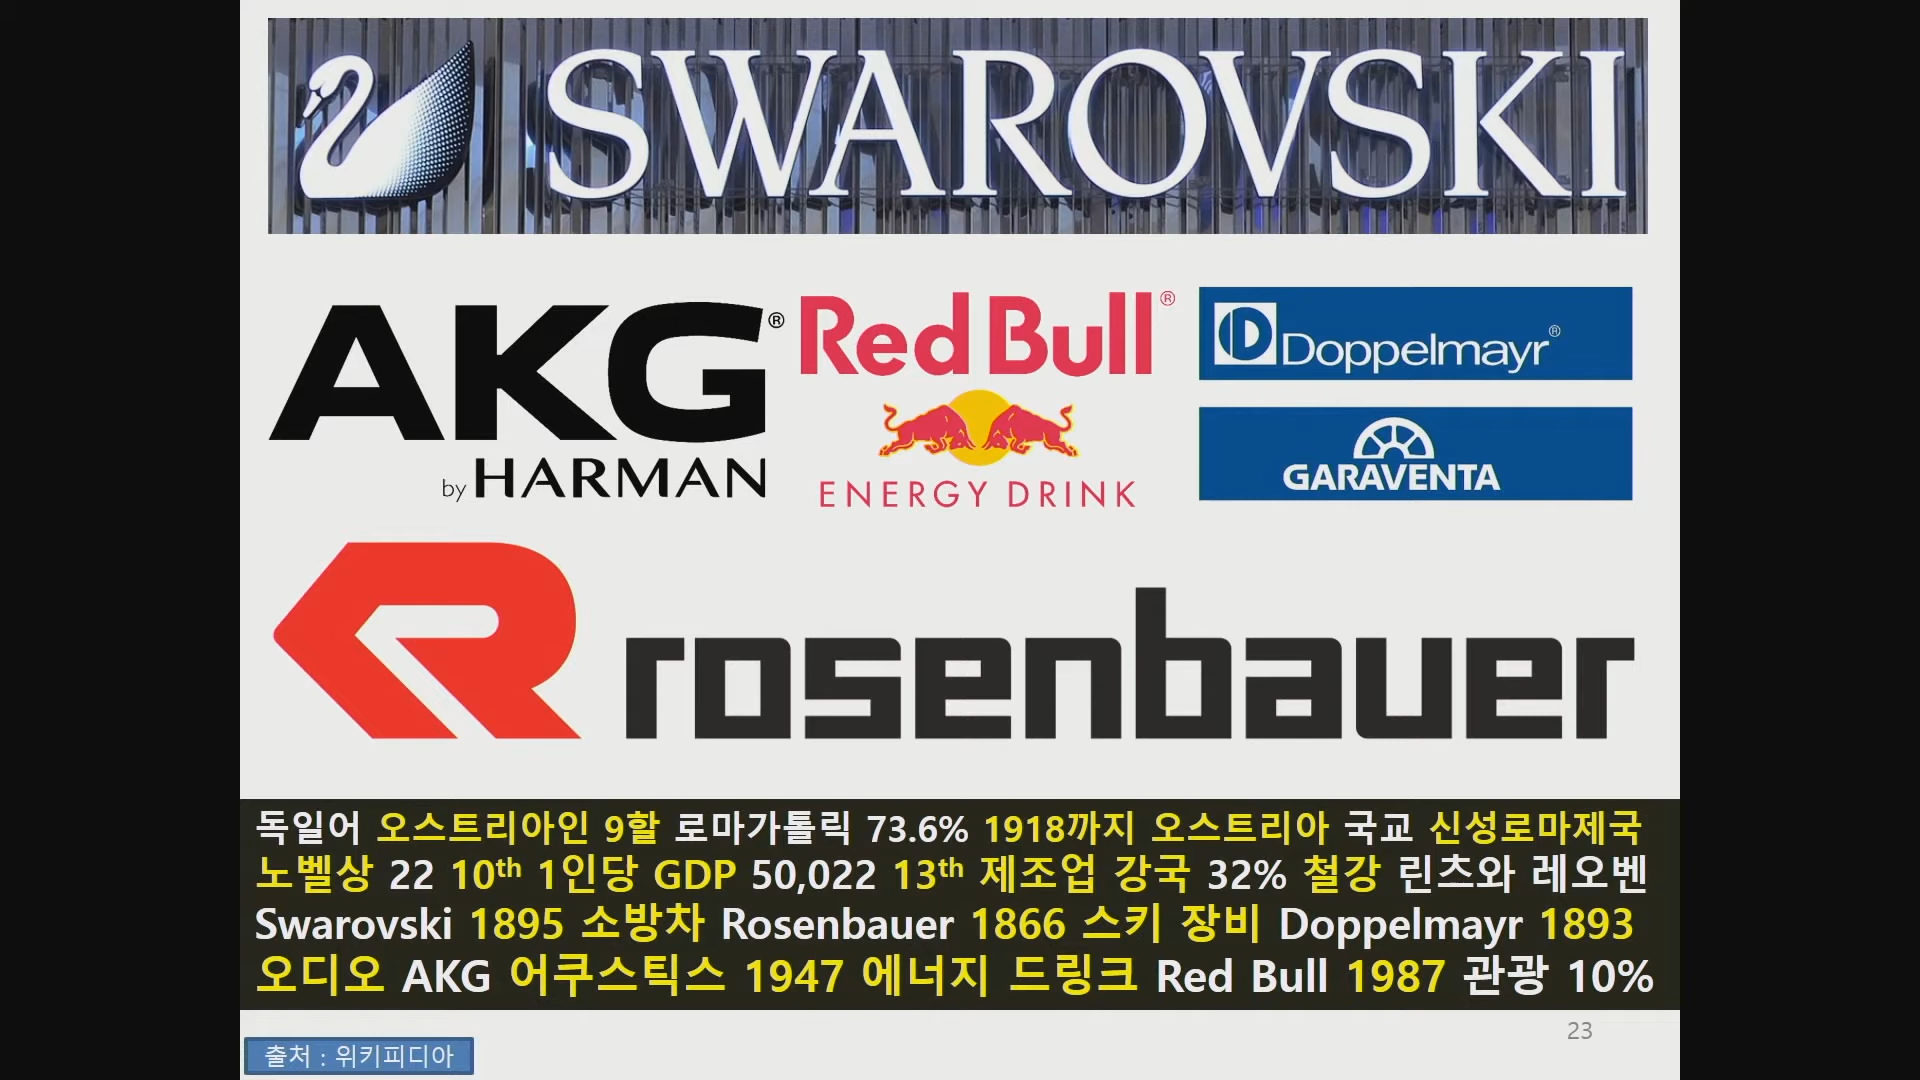 SWAROVSKI
AKG®
by HARMAN
Red Bull®
ENERGY DRINK
Doppelmayr®
GARAVENTA
rosenbauer
독일어 오스트리아인 9할 로마가톨릭 73.6% 1918까지 오스트리아 국교 신성로마제국
노벨상 22 10th 1인당 GDP 50,022 13th 제조업 강국 32% 철강 린츠와 레오벤
Swarovski 1895 소방차 Rosenbauer 1866 스키 장비 Doppelmayr 1893
오디오 AKG 어쿠스틱스 1947 에너지 드링크 Red Bull 1987 관광 10%
23
출처 : 위키피디아